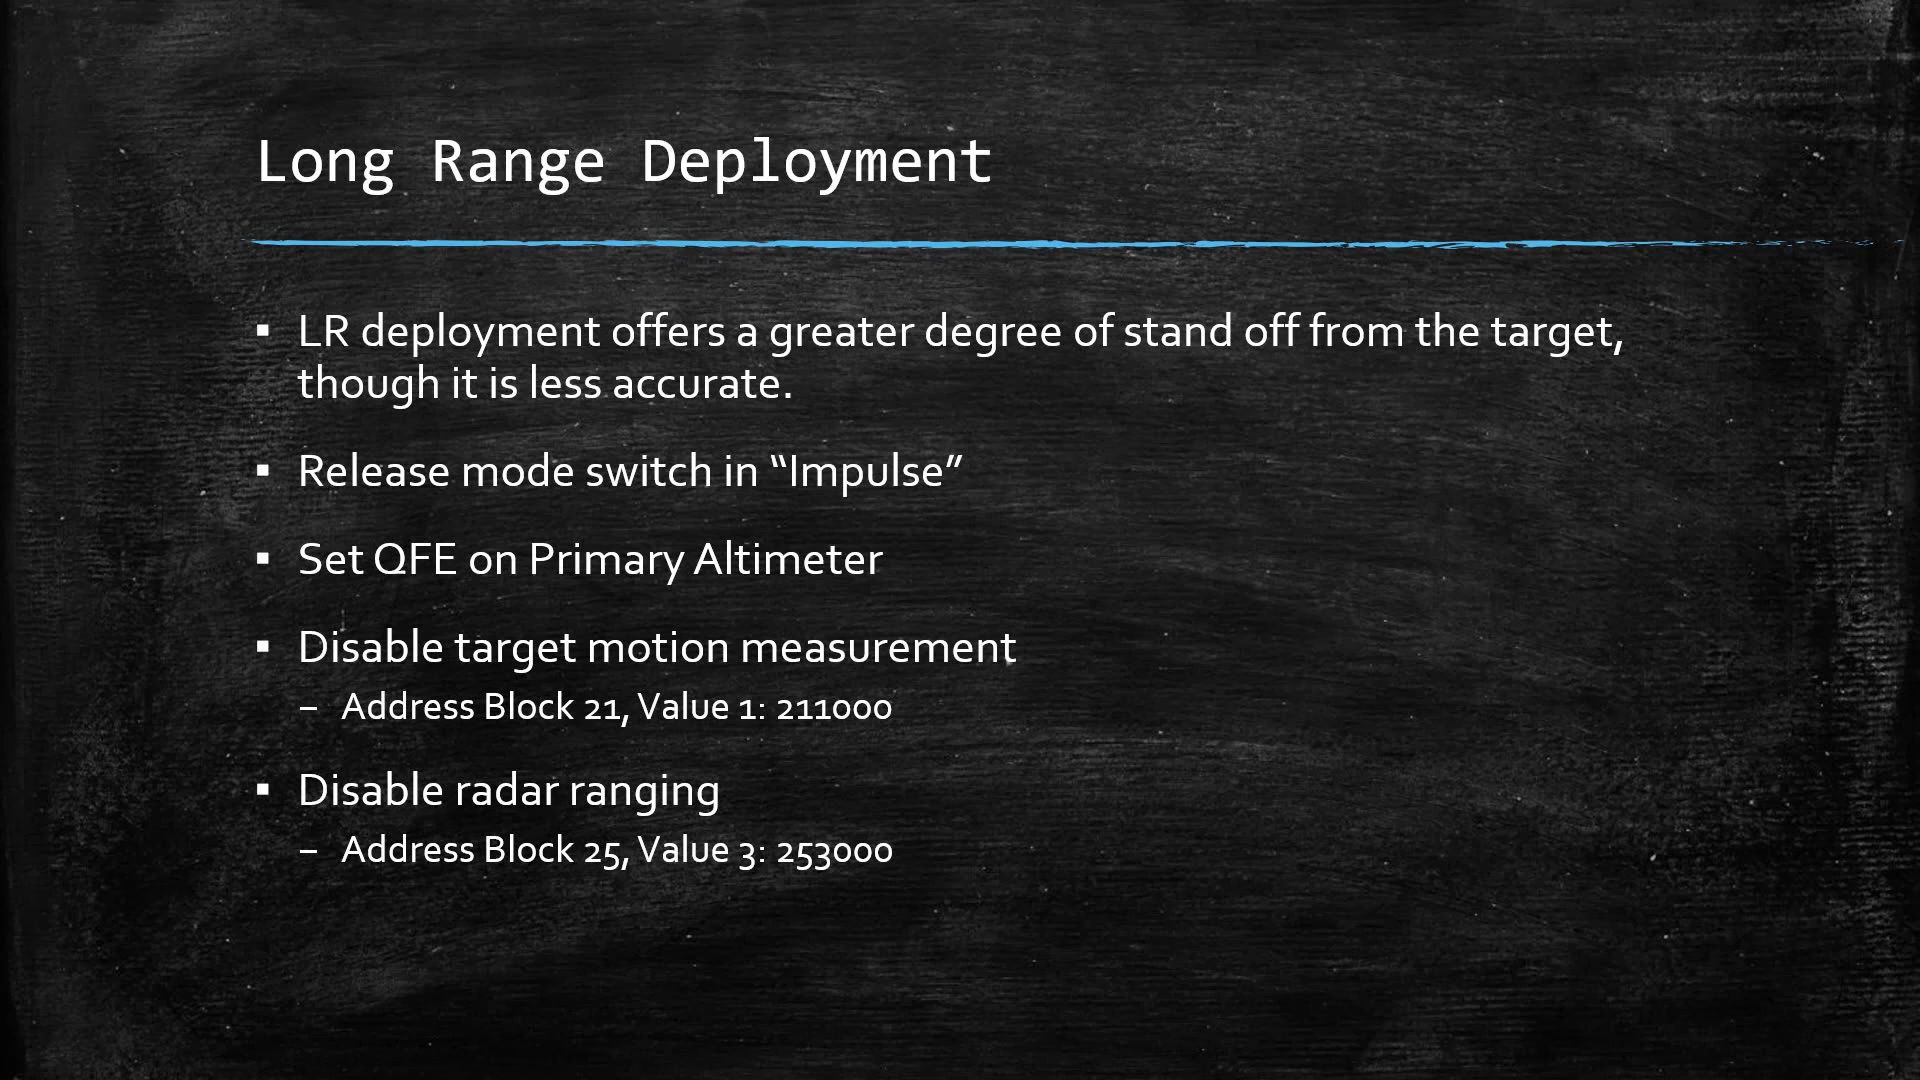 Long Range Deployment
▪ LR deployment offers a greater degree of stand off from the target,
though it is less accurate.
▪ Release mode switch in “Impulse”
▪ Set QFE on Primary Altimeter
▪ Disable target motion measurement
– Address Block 21, Value 1: 211000
▪ Disable radar ranging
– Address Block 25, Value 3: 253000